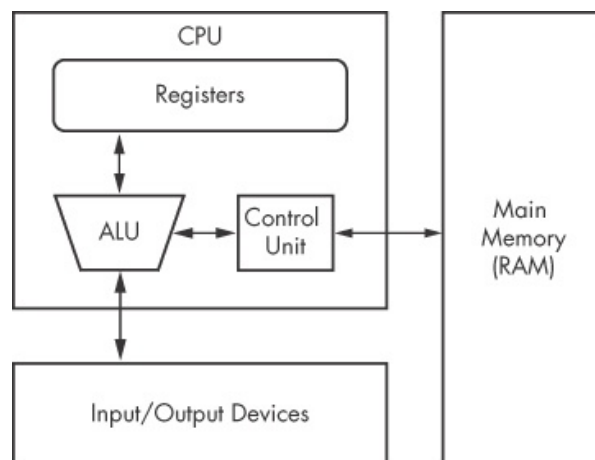 CPU
Registers
ALU
Control
Unit
Main
Memory
(RAM)
Input/Output Devices